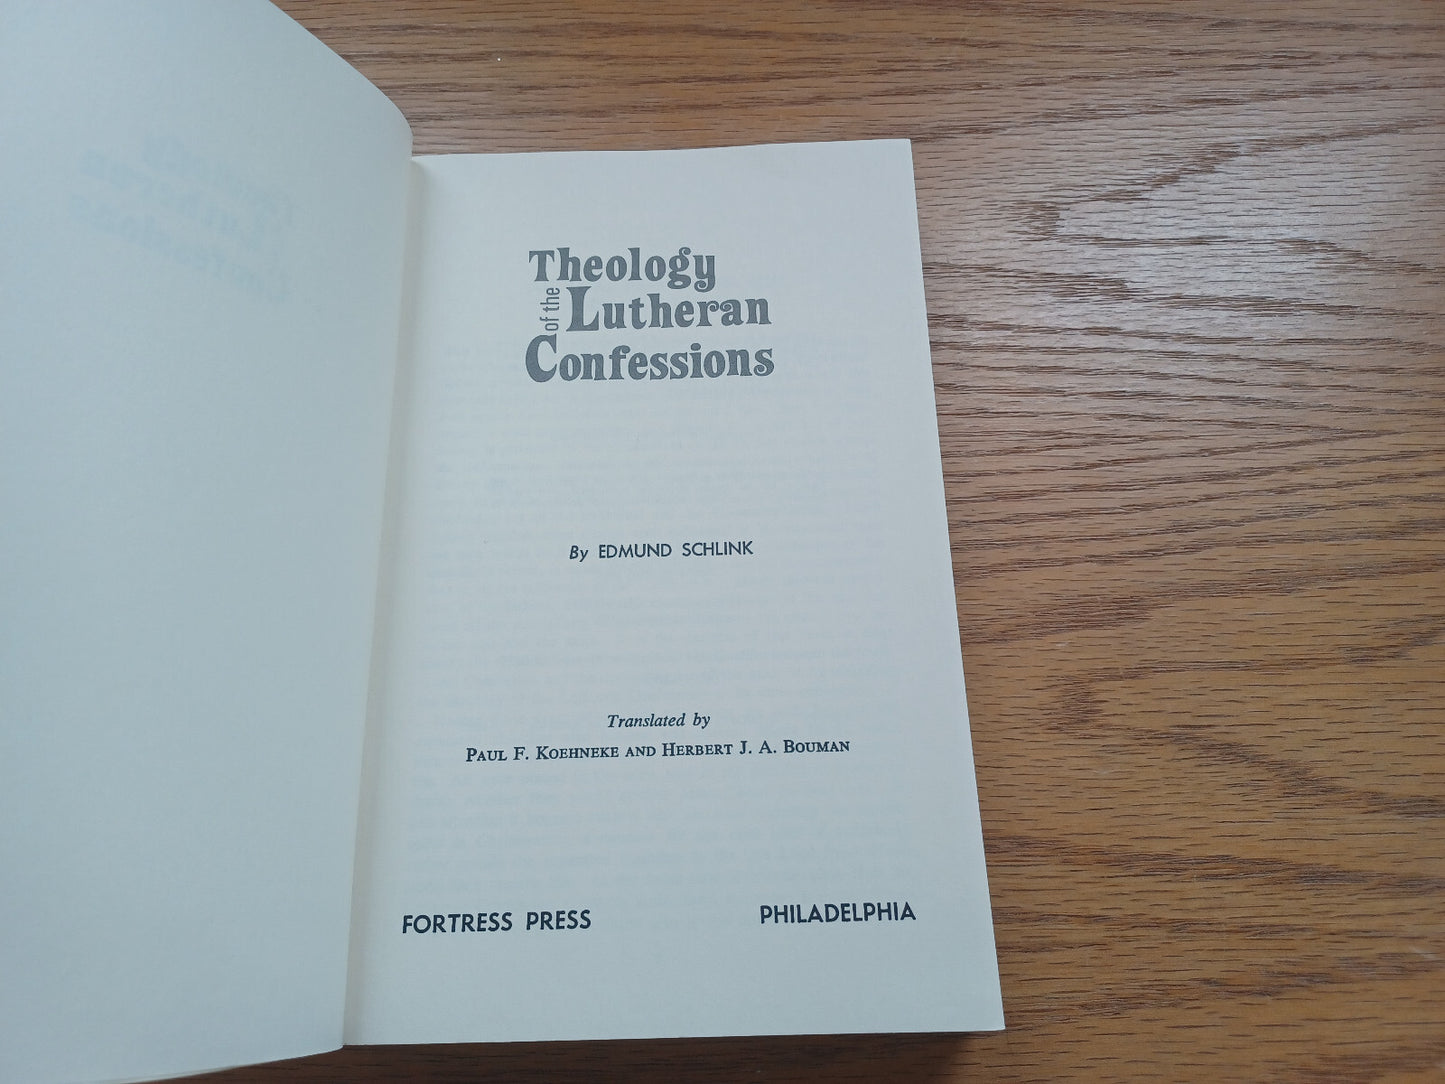 Theology
of the Lutheran
Confessions
By EDMUND SCHLINK
Translated by
PAUL F. KOEHNEKE AND HERBERT J. A. BOUMAN
FORTRESS PRESS PHILADELPHIA